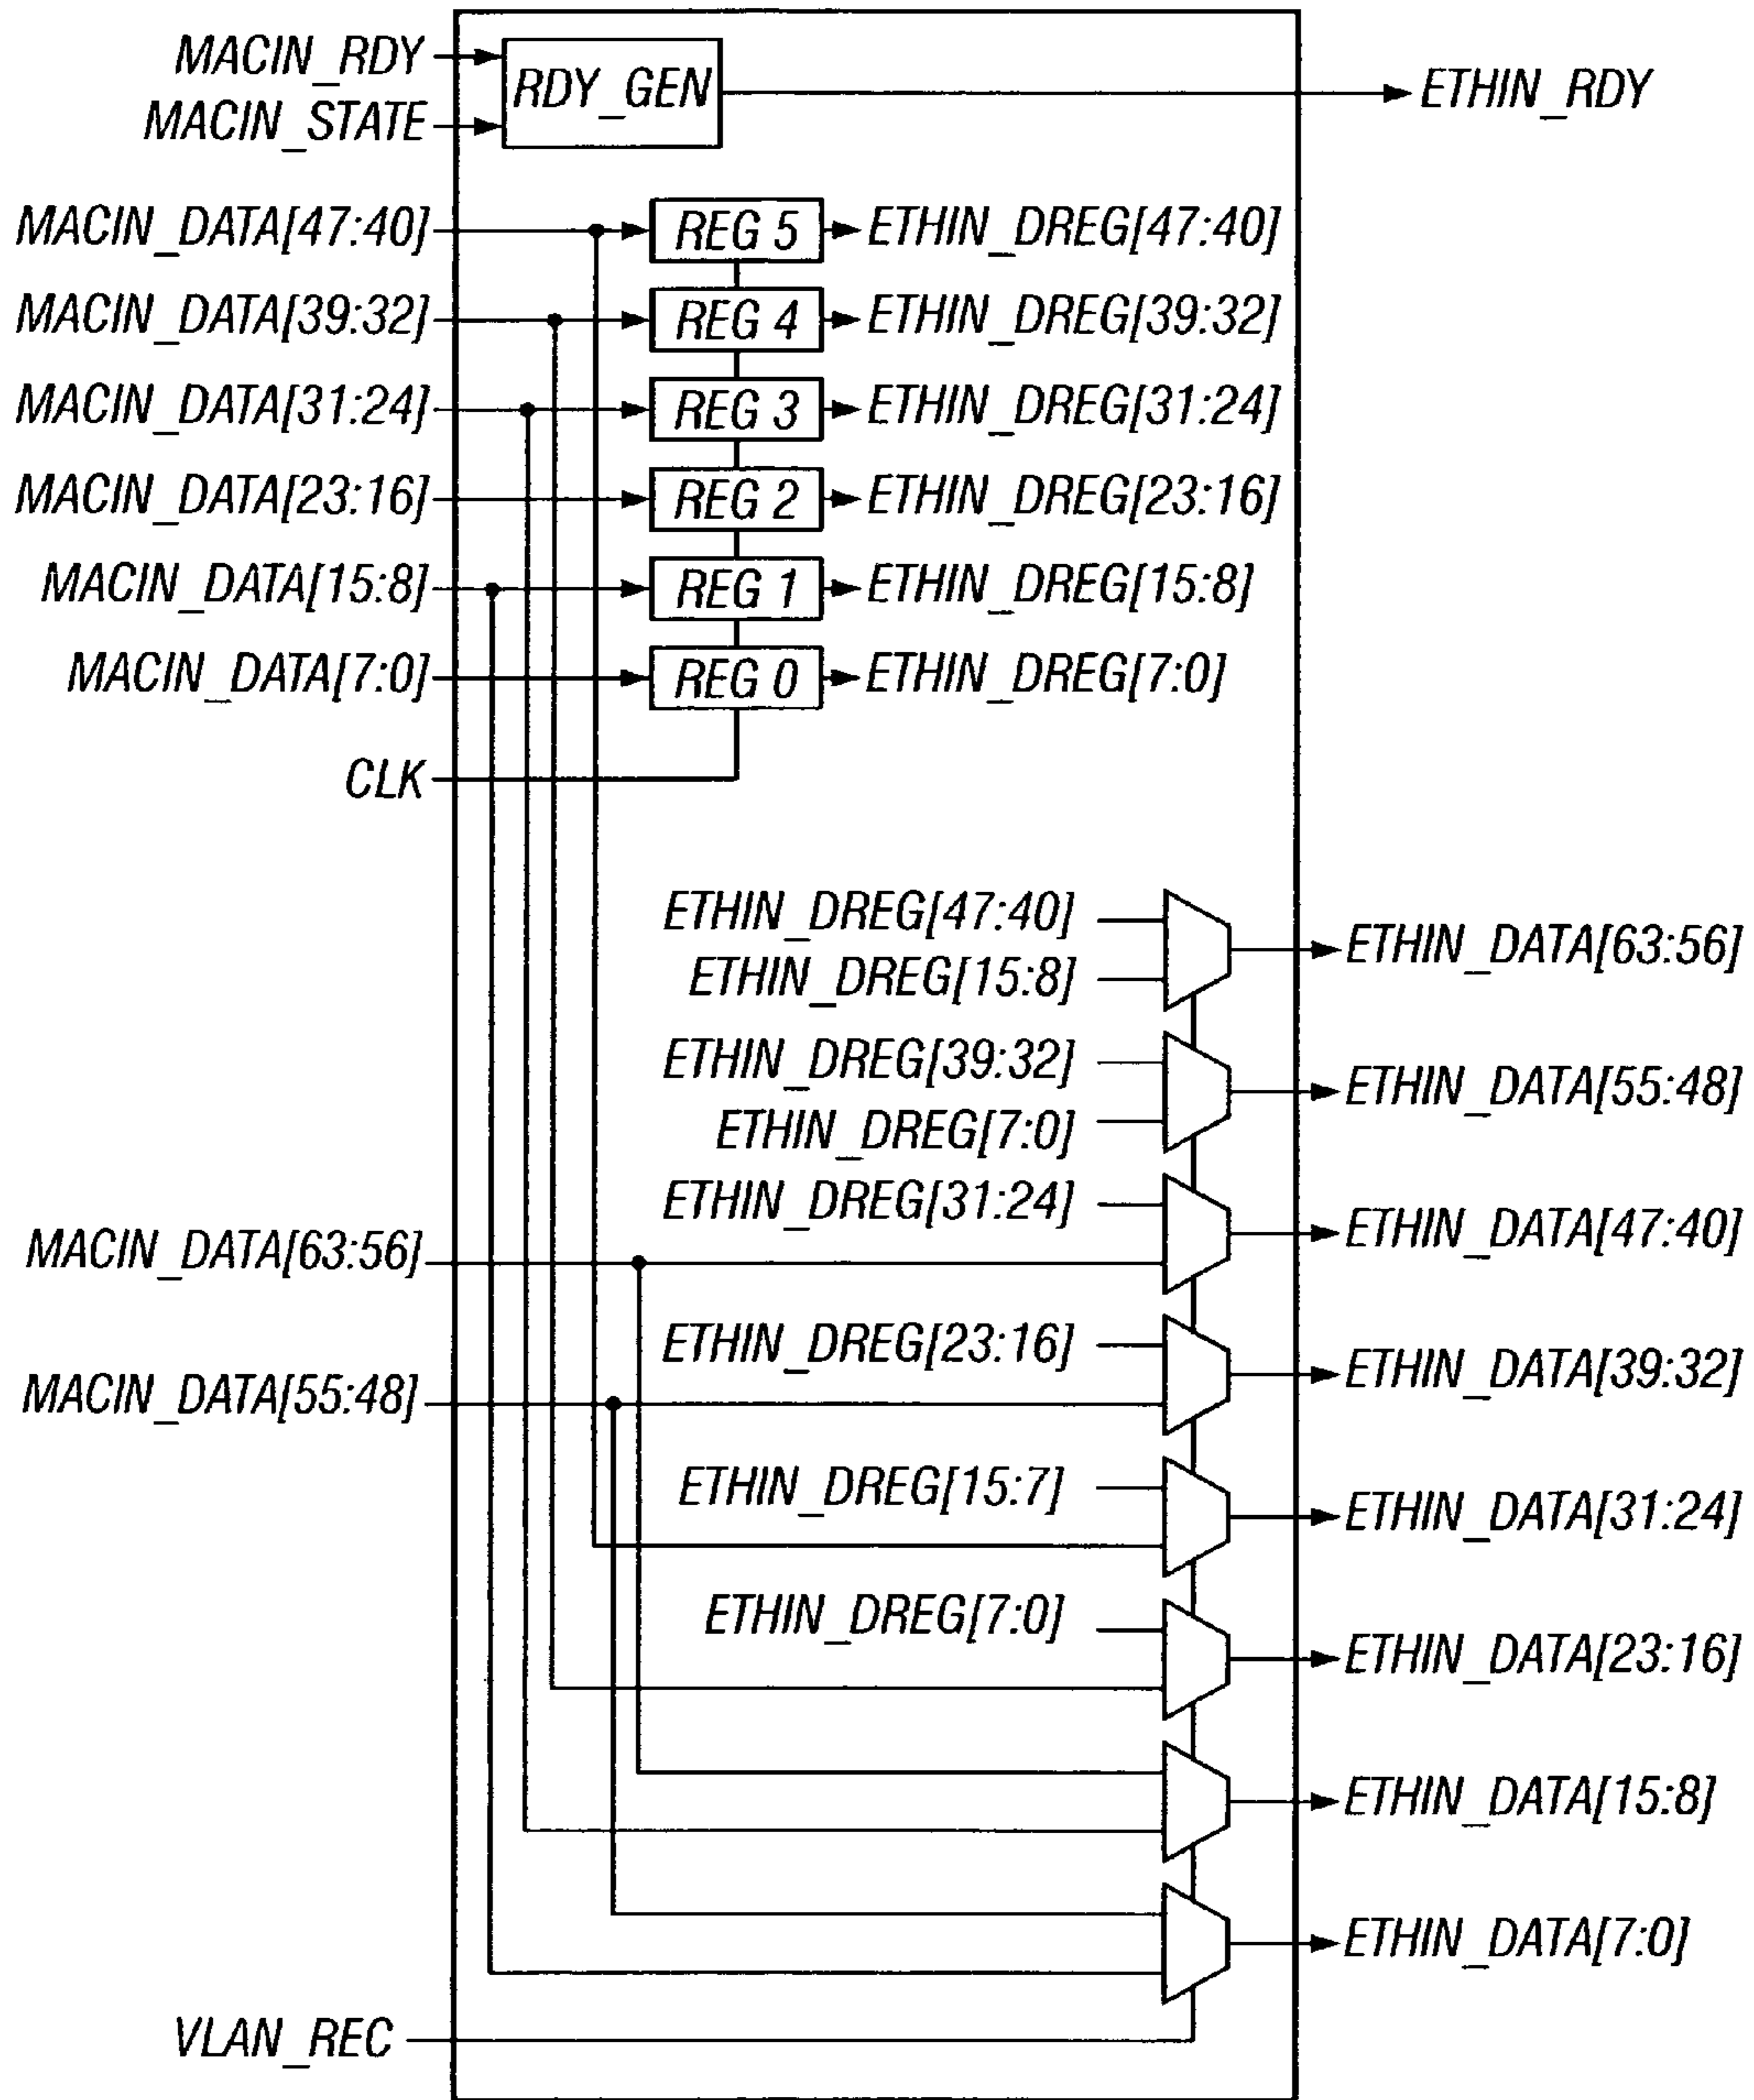 MACIN_RDY
MACIN_STATE
RDY_GEN
ETHIN_RDY
MACIN_DATA[47:40]
REG 5
ETHIN_DREG[47:40]
MACIN_DATA[39:32]
REG 4
ETHIN_DREG[39:32]
MACIN_DATA[31:24]
REG 3
ETHIN_DREG[31:24]
MACIN_DATA[23:16]
REG 2
ETHIN_DREG[23:16]
MACIN_DATA[15:8]
REG 1
ETHIN_DREG[15:8]
MACIN_DATA[7:0]
REG 0
ETHIN_DREG[7:0]
CLK
ETHIN_DREG[47:40]
ETHIN_DREG[15:8]
ETHIN_DATA[63:56]
ETHIN_DREG[39:32]
ETHIN_DREG[7:0]
ETHIN_DATA[55:48]
ETHIN_DREG[31:24]
MACIN_DATA[63:56]
ETHIN_DATA[47:40]
ETHIN_DREG[23:16]
MACIN_DATA[55:48]
ETHIN_DATA[39:32]
ETHIN_DREG[15:7]
ETHIN_DATA[31:24]
ETHIN_DREG[7:0]
ETHIN_DATA[23:16]
ETHIN_DATA[15:8]
ETHIN_DATA[7:0]
VLAN_REC